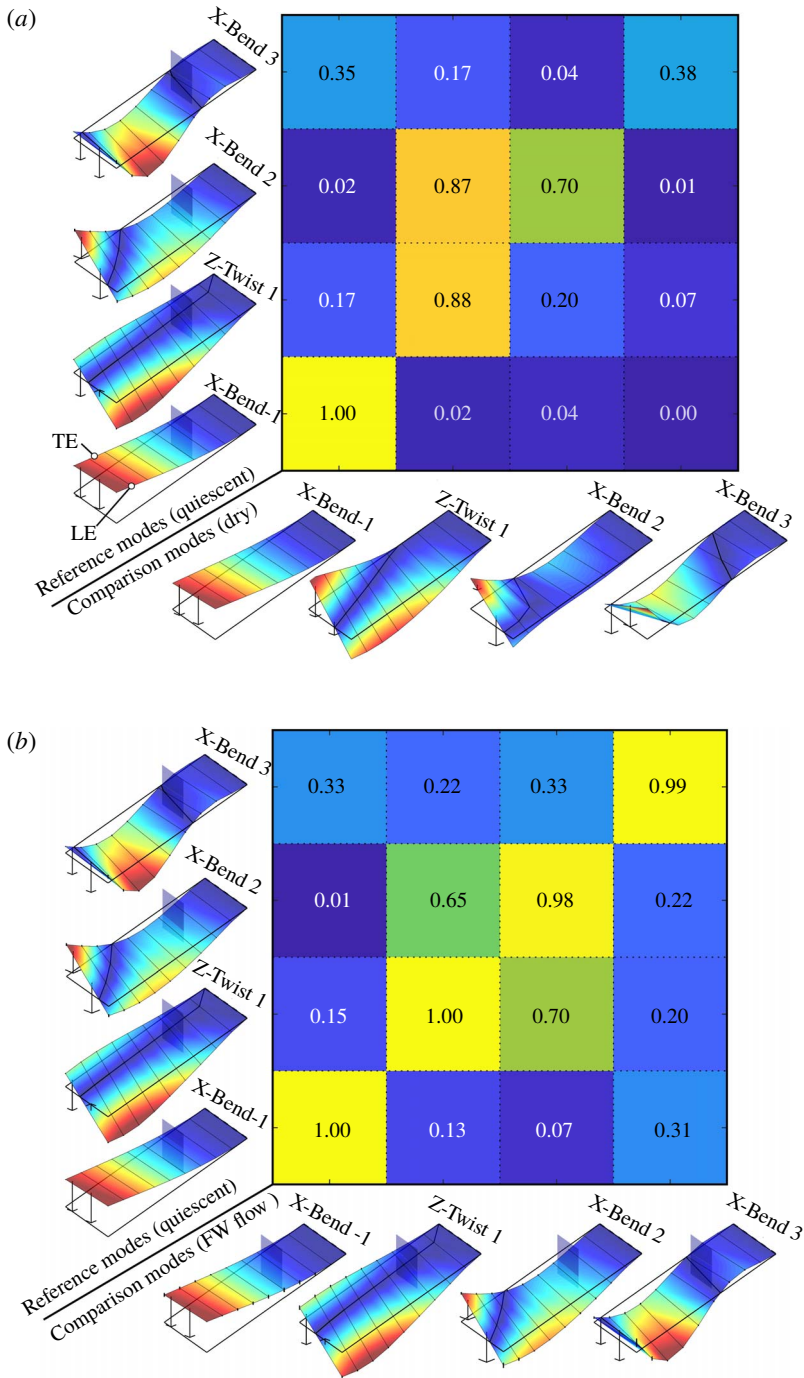 (a)
X-Bend 3
0.35 0.17 0.04 0.38
X-Bend 2
0.02 0.87 0.70 0.01
Z-Twist 1
0.17 0.88 0.20 0.07
X-Bend-1
1.00 0.02 0.04 0.00
TE
LE
Reference modes (quiescent)
Comparison modes (dry)
X-Bend-1
Z-Twist 1
X-Bend 2
X-Bend 3
(b)
X-Bend 3
0.33 0.22 0.33 0.99
X-Bend 2
0.01 0.65 0.98 0.22
Z-Twist 1
0.15 1.00 0.70 0.20
X-Bend-1
1.00 0.13 0.07 0.31
Reference modes (quiescent)
Comparison modes (FW flow )
X-Bend -1
Z-Twist 1
X-Bend 2
X-Bend 3